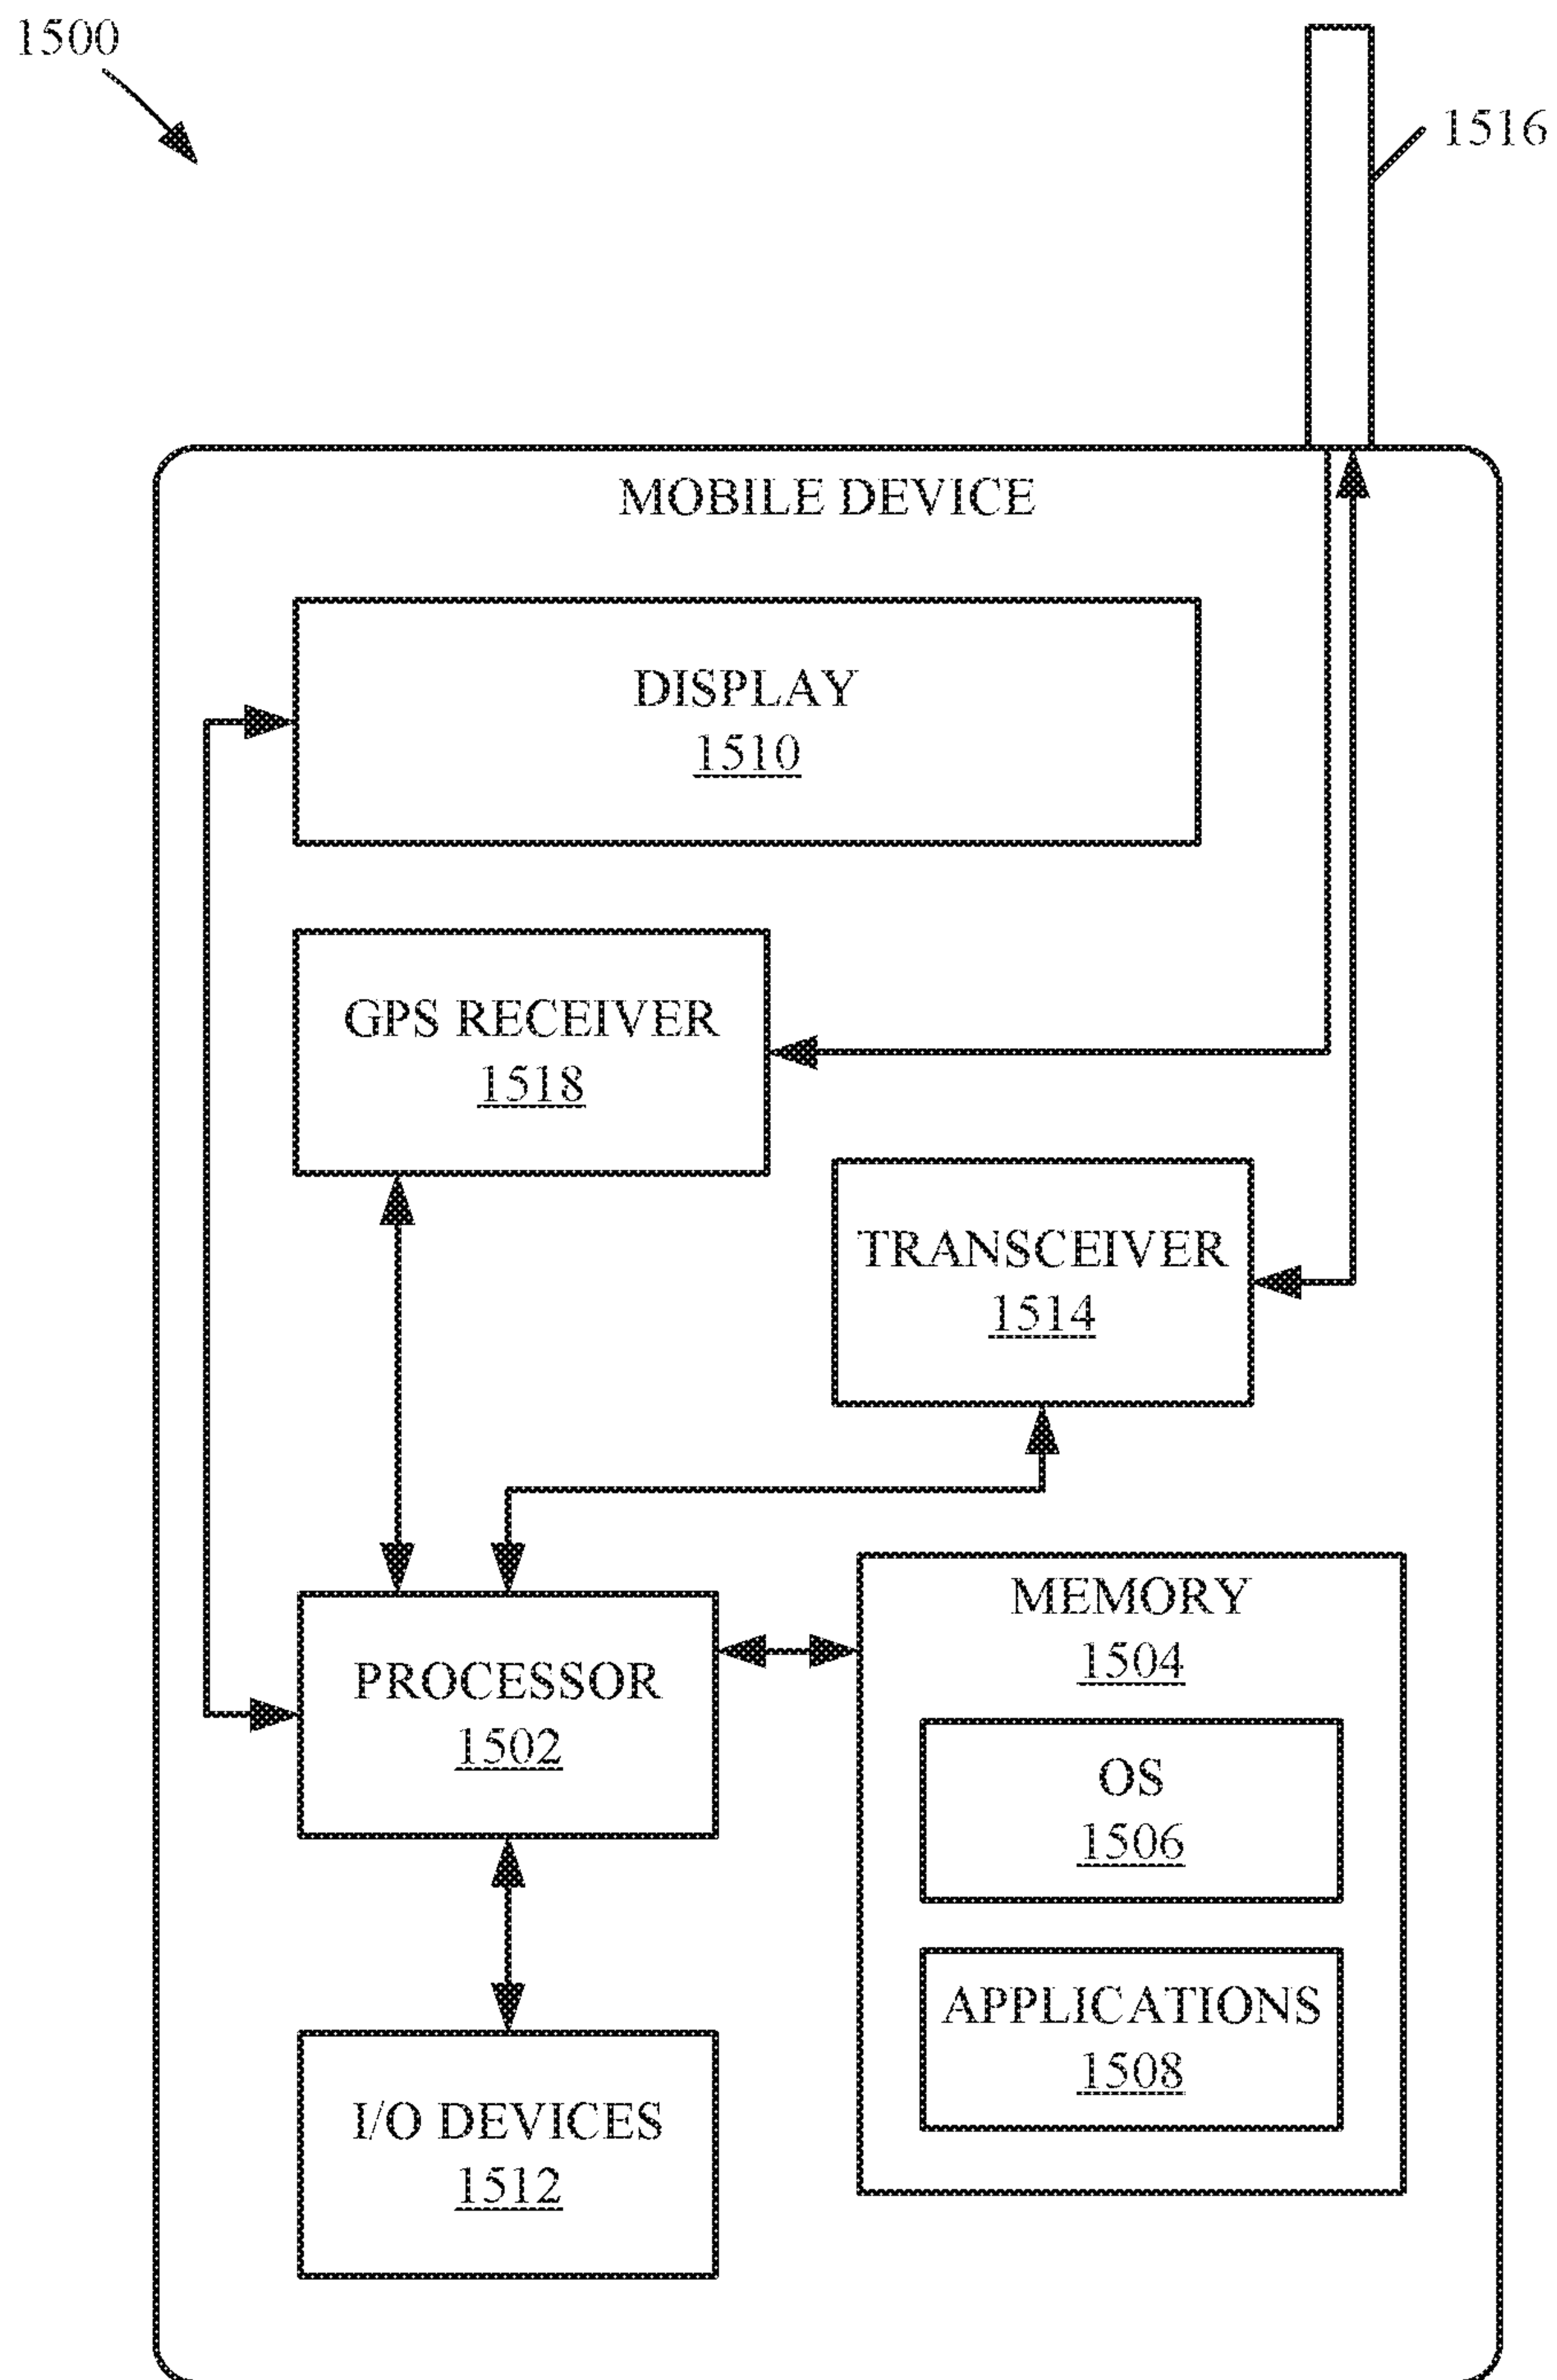 1500
1516
MOBILE DEVICE
DISPLAY
1510
GPS RECEIVER
1518
TRANSCEIVER
1514
MEMORY
1504
PROCESSOR
1502
OS
1506
APPLICATIONS
1508
I/O DEVICES
1512